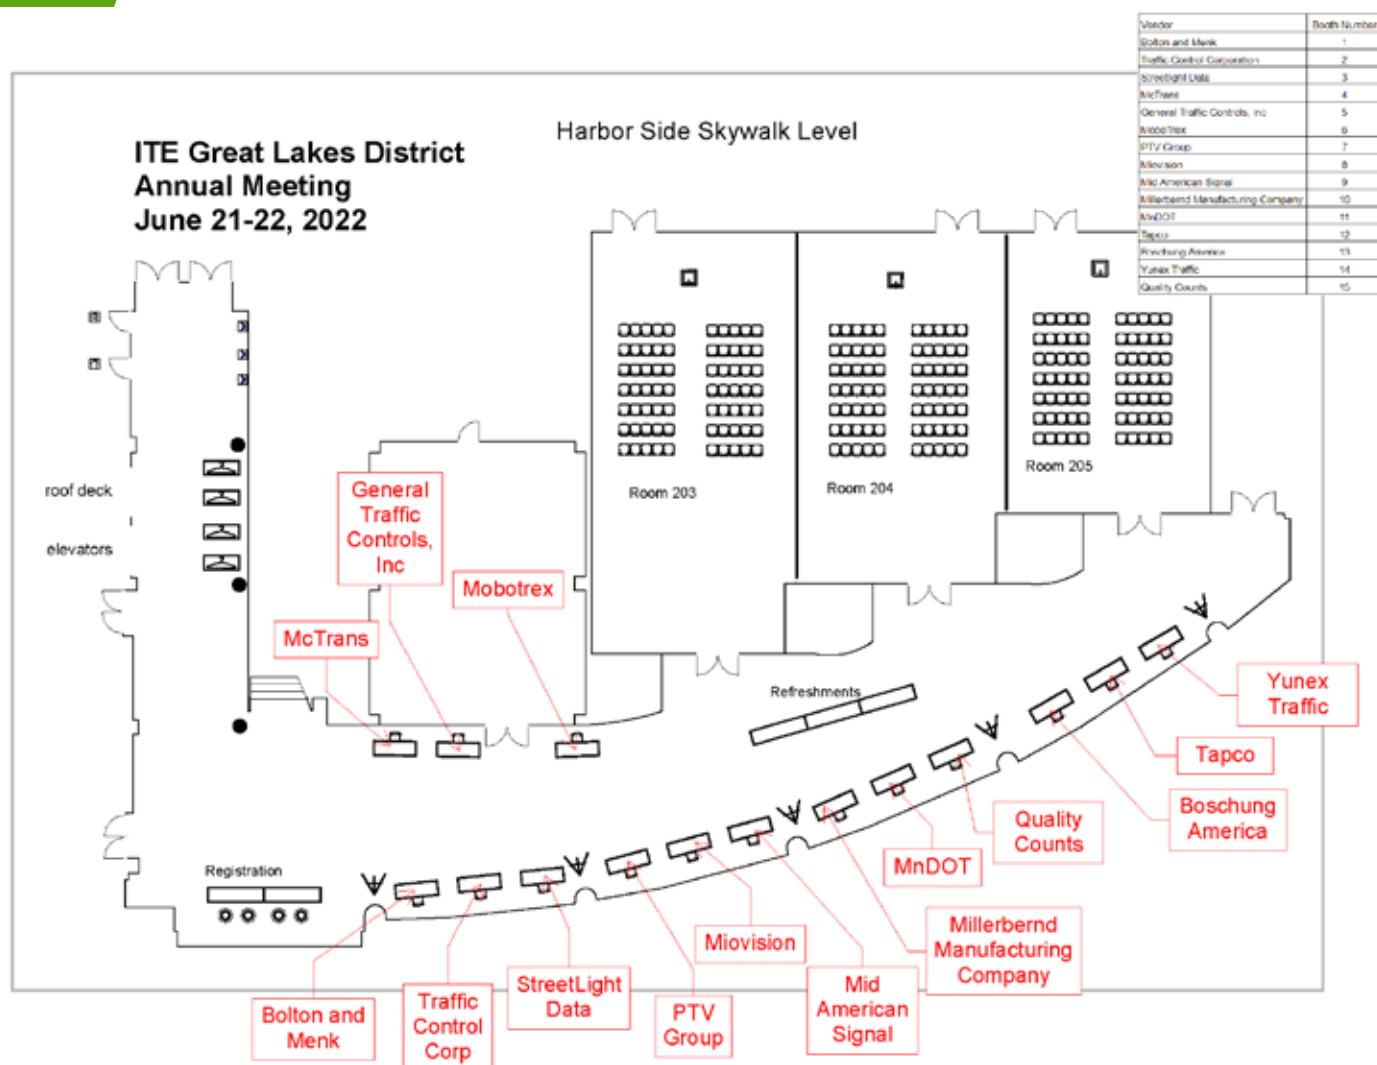 Vendor Booth Number
Bolton and Menk 1
Traffic Control Corporation 2
Streetlight Data 3
McTrans 4
General Traffic Controls, Inc 5
MoboTrex 6
PTV Group 7
Miovision 8
Mid American Signal 9
Millerbernd Manufacturing Company 10
MnDOT 11
Tapco 12
Boschung America 13
Yunex Traffic 14
Quality Counts 15
Harbor Side Skywalk Level
ITE Great Lakes District
Annual Meeting
June 21-22, 2022
Room 203
Room 204
Room 205
roof deck
elevators
General
Traffic
Controls,
Inc
Mobotrex
McTrans
Refreshments
Yunex
Traffic
Tapco
Boschung
America
Quality
Counts
MnDOT
Registration
Millerbernd
Manufacturing
Company
Miovision
Mid
American
Signal
StreetLight
Data
PTV
Group
Traffic
Control
Corp
Bolton and
Menk